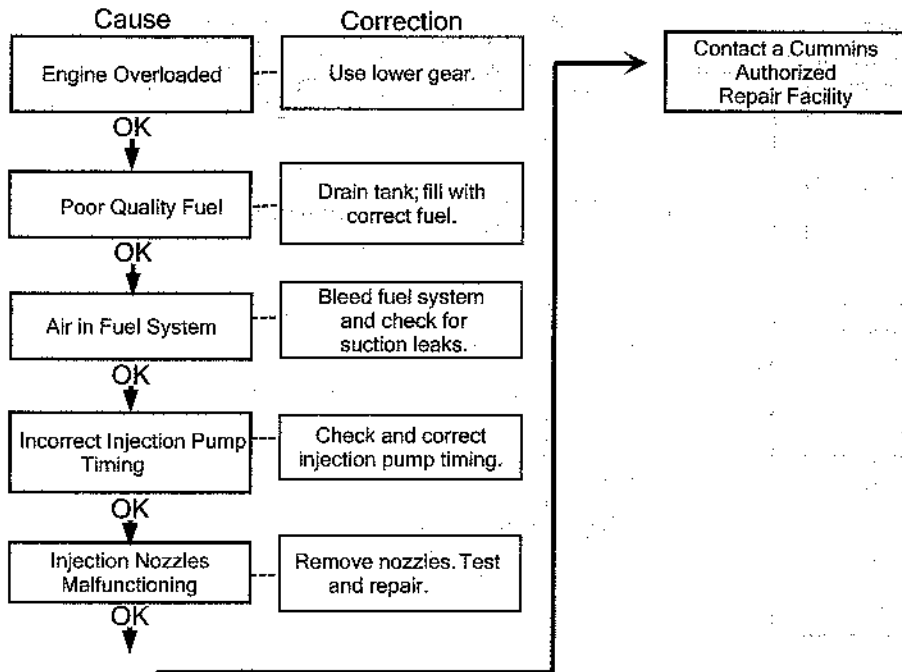 Cause
Correction
Engine Overloaded
Use lower gear.
OK
Poor Quality Fuel
Drain tank; fill with
correct fuel.
OK
Air in Fuel System
Bleed fuel system
and check for
suction leaks.
OK
Incorrect Injection Pump
Timing
Check and correct
injection pump timing.
OK
Injection Nozzles
Malfunctioning
Remove nozzles. Test
and repair.
OK
Contact a Cummins
Authorized
Repair Facility